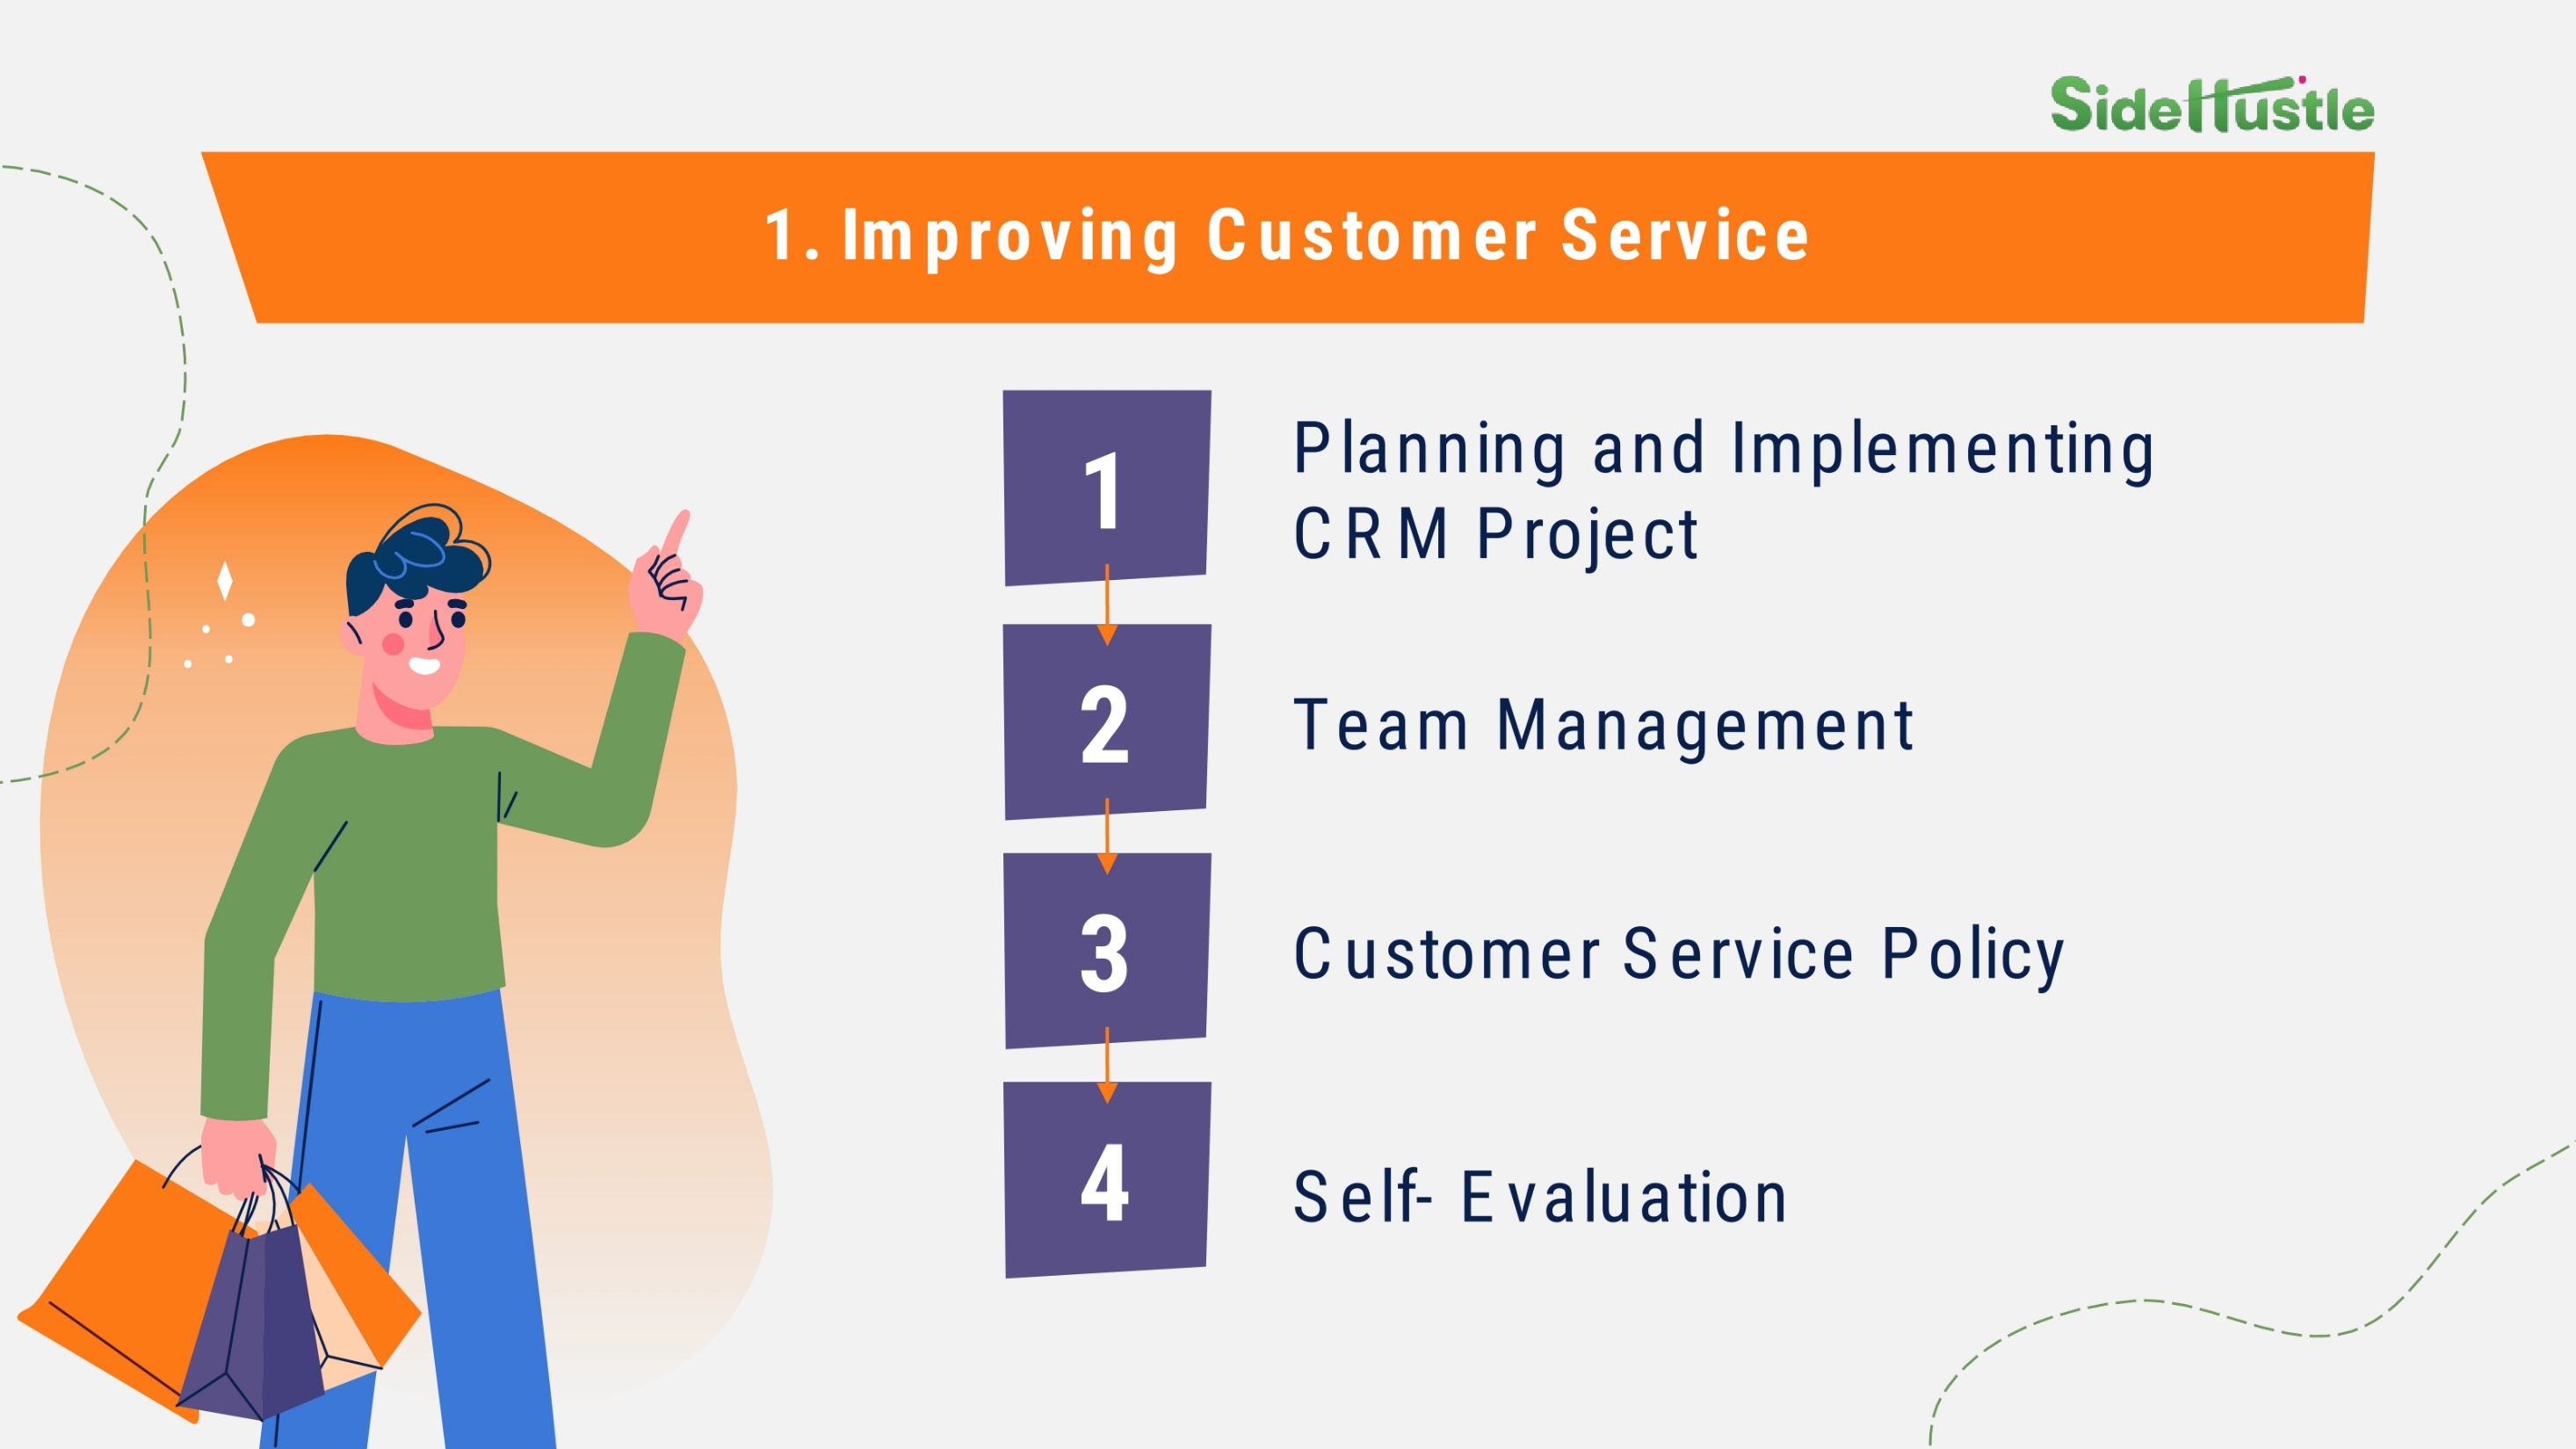 SideHustle
1. Improving Customer Service
1
Planning and Implementing
CRM Project
2
Team Management
3
Customer Service Policy
4
Self- Evaluation